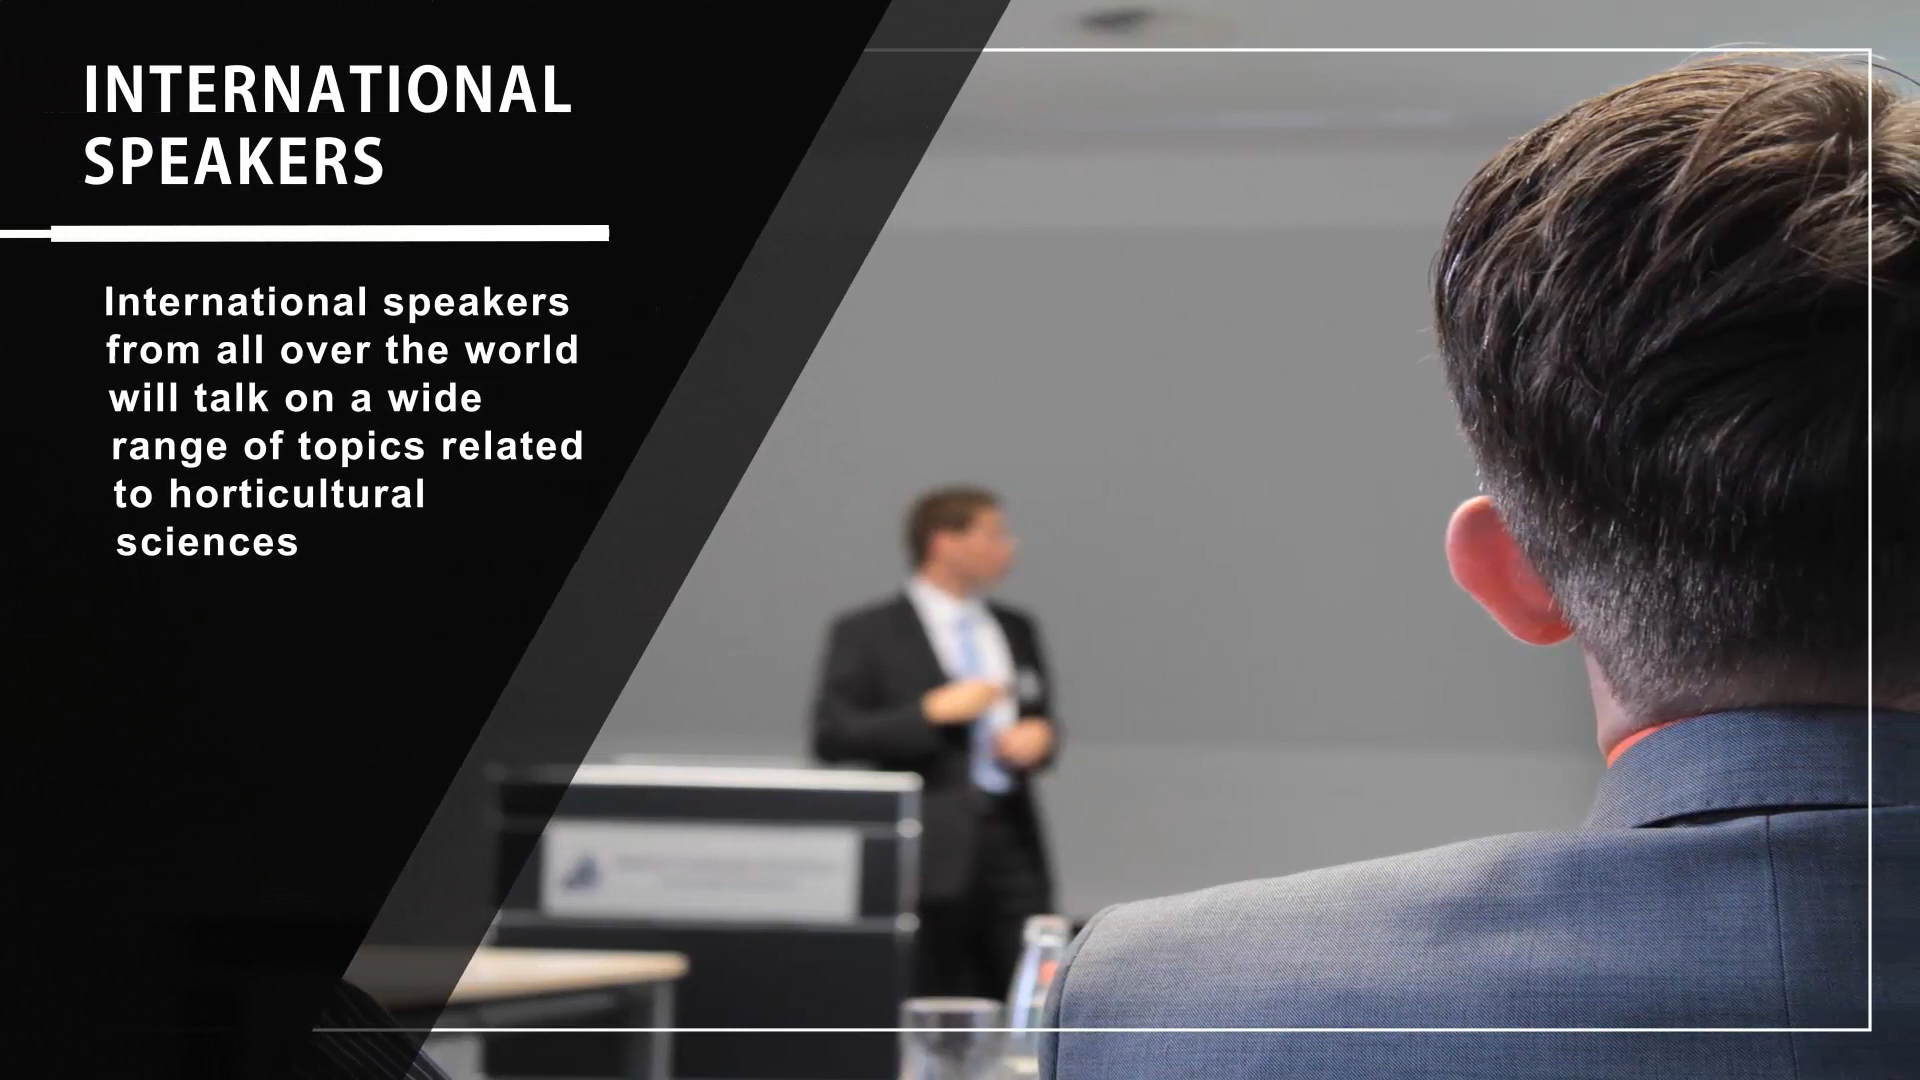 INTERNATIONAL
SPEAKERS
International speakers
from all over the world
will talk on a wide
range of topics related
to horticultural
sciences